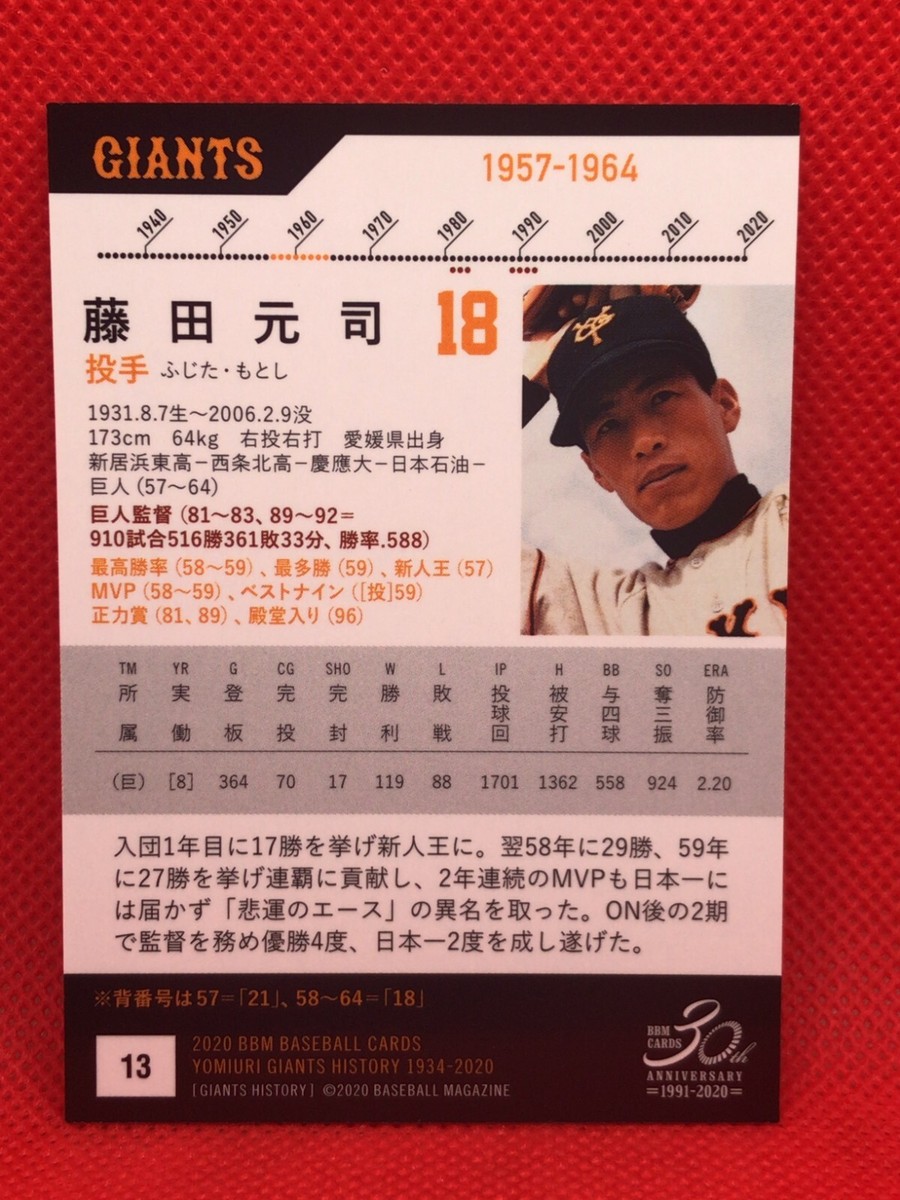 GIANTS
1957-1964
1940 1950 1960 1970 1980 1990 2000 2010 2020
藤田元司 18
投手 ふじた・もとし
1931.8.7生〜2006.2.9没
173cm 64kg 右投右打 愛媛県出身
新居浜東高−西条北高−慶應大−日本石油−
巨人(57〜64)
巨人監督(81〜83、89〜92=
910試合516勝361敗33分、勝率.588)
最高勝率(58〜59)、最多勝(59)、新人王(57)
MVP(58〜59)、ベストナイン([投]59)
正力賞(81、89)、殿堂入り(96)
TM YR G CG SHO W L IP H BB SO ERA
所属 実働 登板 完投 完封 勝利 敗戦 投球回 被安打 与四球 奪三振 防御率
(巨) [8] 364 70 17 119 88 1701 1362 558 924 2.20
入団1年目に17勝を挙げ新人王に。翌58年に29勝、59年
に27勝を挙げ連覇に貢献し、2年連続のMVPも日本一に
は届かず「悲運のエース」の異名を取った。ON後の2期
で監督を務め優勝4度、日本一2度を成し遂げた。
※背番号は57=「21」、58〜64=「18」
13
2020 BBM BASEBALL CARDS
YOMIURI GIANTS HISTORY 1934-2020
[GIANTS HISTORY] ©2020 BASEBALL MAGAZINE
BBM
CARDS
30th
ANNIVERSARY
=1991-2020=